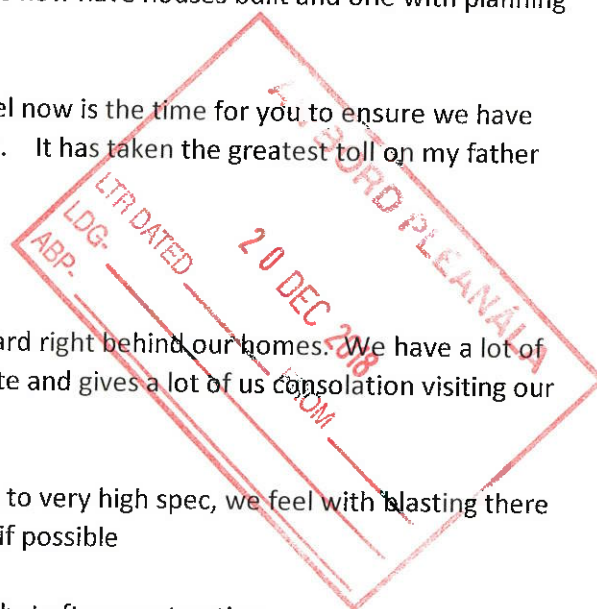 now have houses built and one with planning
el now is the time for you to ensure we have
. It has taken the greatest toll on my father
ard right behind our homes. We have a lot of
te and gives a lot of us consolation visiting our
to very high spec, we feel with blasting there
if possible
AN BORD PLEANÁLA
LTR DATED ____ FROM ____
20 DEC 2018
LDG-
ABP-